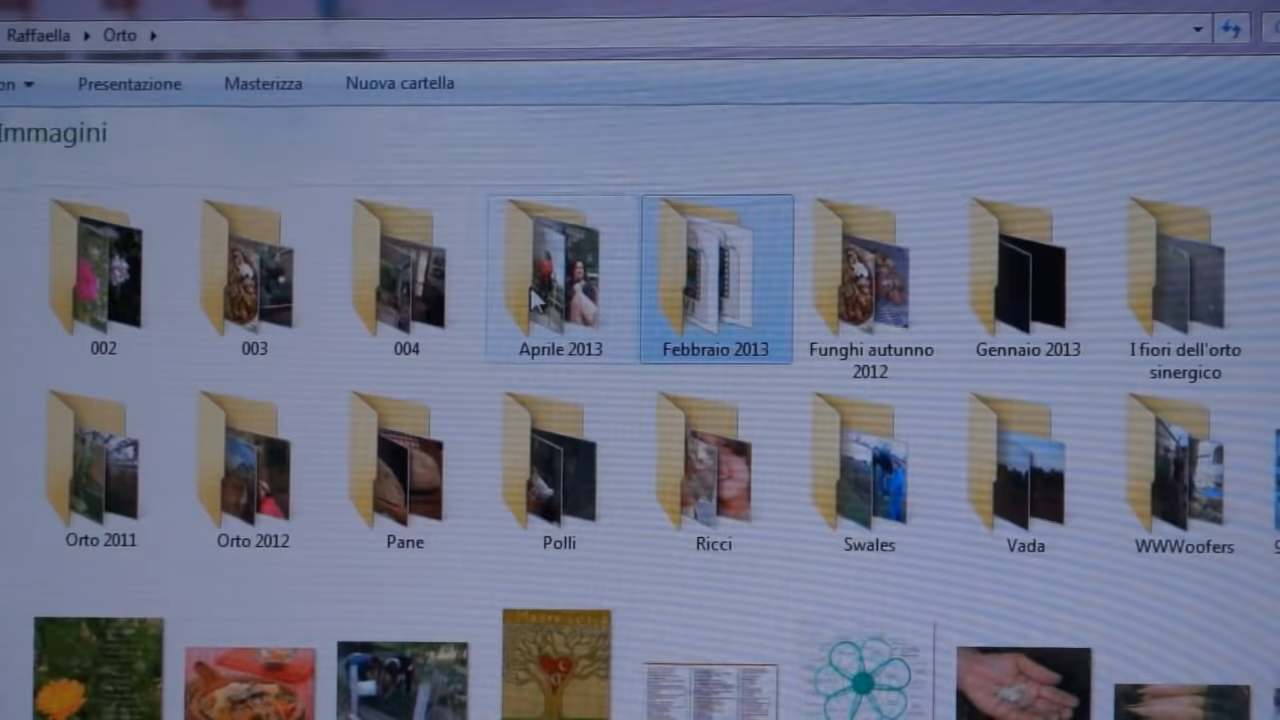 Raffaella Orto
on Presentazione Masterizza Nuova cartella
Immagini
002 003 004 Aprile 2013 Febbraio 2013 Funghi autunno 2012 Gennaio 2013 I fiori dell'orto sinergico
Orto 2011 Orto 2012 Pane Polli Ricci Swales Vada WWWoofers